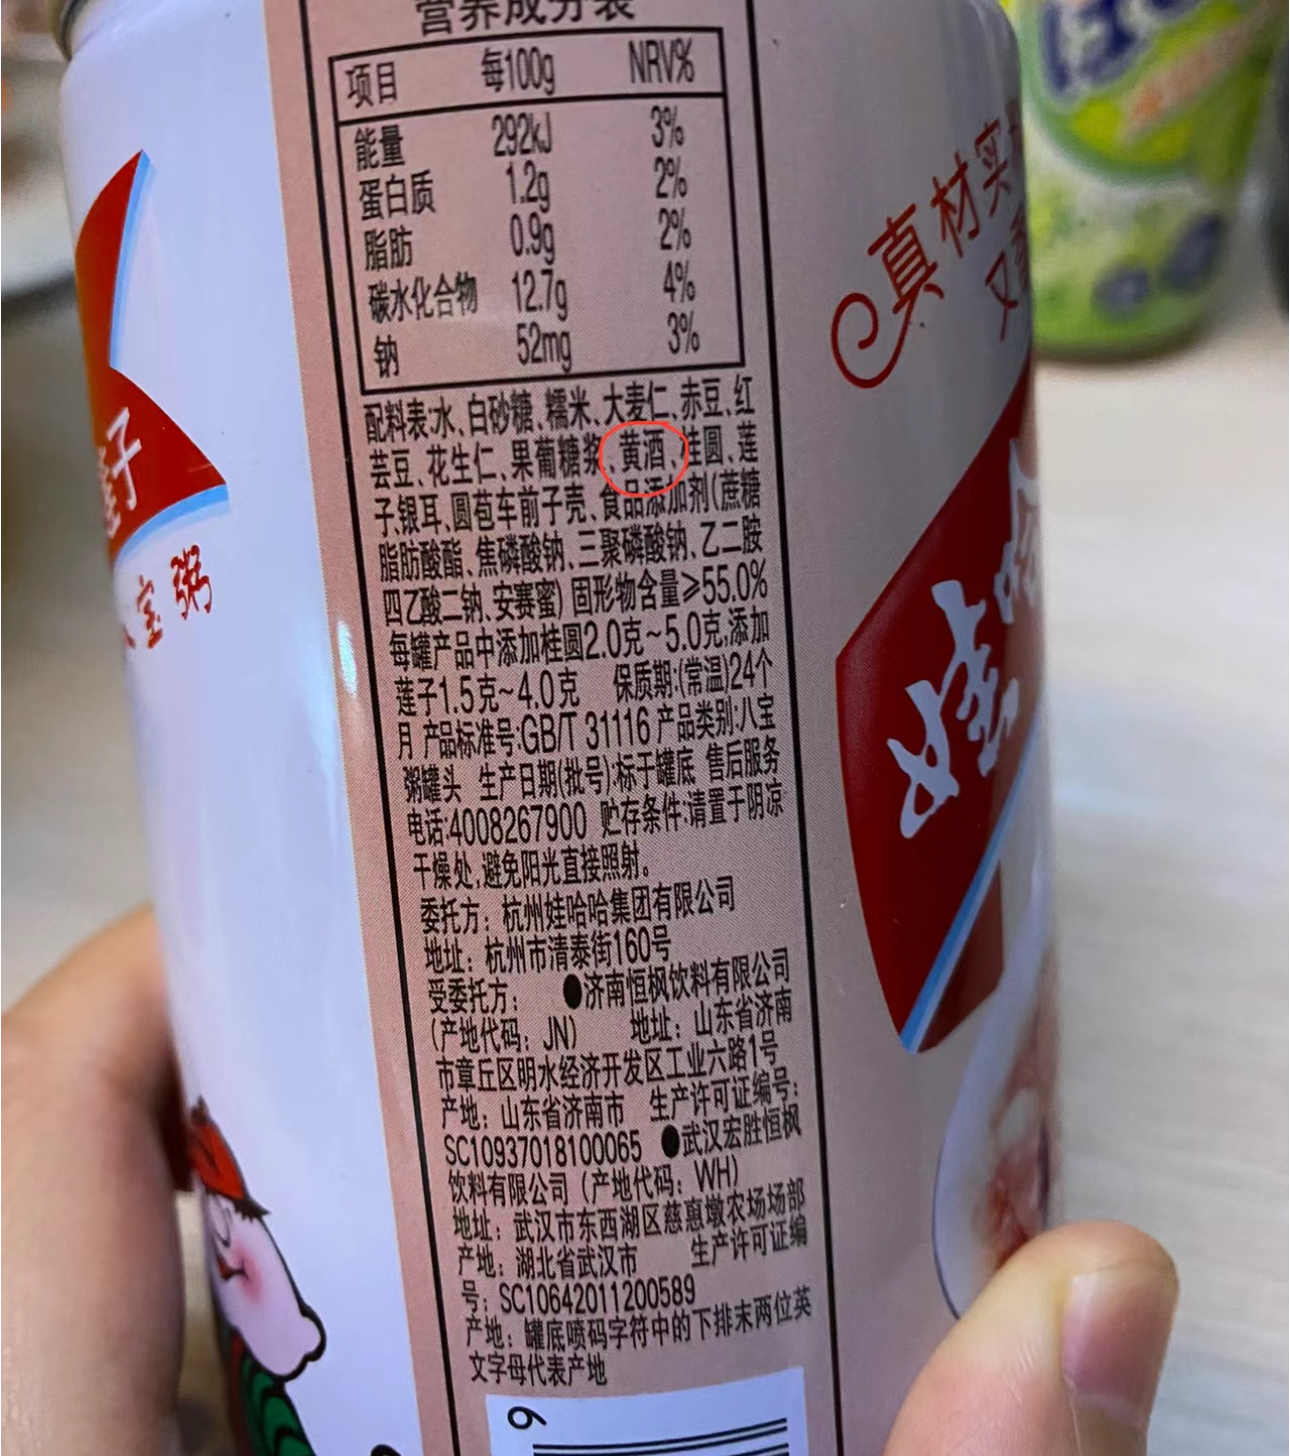 营养成分表
项目 每100g NRV%
能量 292kJ 3%
蛋白质 1.2g 2%
脂肪 0.9g 2%
碳水化合物 12.7g 4%
钠 52mg 3%
配料表:水、白砂糖、糯米、大麦仁、赤豆、红
芸豆、花生仁、果葡糖浆、黄酒、桂圆、莲
子、银耳、圆苞车前子壳、食品添加剂(蔗糖
脂肪酸酯、焦磷酸钠、三聚磷酸钠、乙二胺
四乙酸二钠、安赛蜜) 固形物含量≥55.0%
每罐产品中添加桂圆2.0克~5.0克,添加
莲子1.5克~4.0克 保质期:(常温)24个
月 产品标准号:GB/T 31116 产品类别:八宝
粥罐头 生产日期(批号):标于罐底 售后服务
电话:4008267900 贮存条件:请置于阴凉
干燥处,避免阳光直接照射。
委托方：杭州娃哈哈集团有限公司
地址：杭州市清泰街160号
受委托方： ●济南恒枫饮料有限公司
(产地代码：JN) 地址：山东省济南
市章丘区明水经济开发区工业六路1号
产地：山东省济南市 生产许可证编号：
SC10937018100065 ●武汉宏胜恒枫
饮料有限公司（产地代码：WH）
地址：武汉市东西湖区慈惠墩农场场部
产地：湖北省武汉市 生产许可证编
号：SC10642011200589
产地：罐底喷码字符中的下排末两位英
文字母代表产地
6
真材实
又香
娃哈
子
宝粥